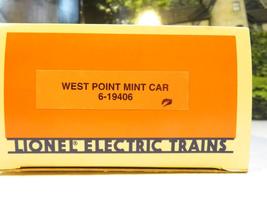 WEST POINT MINT CAR
6-19406
LIONEL® ELECTRIC TRAINS